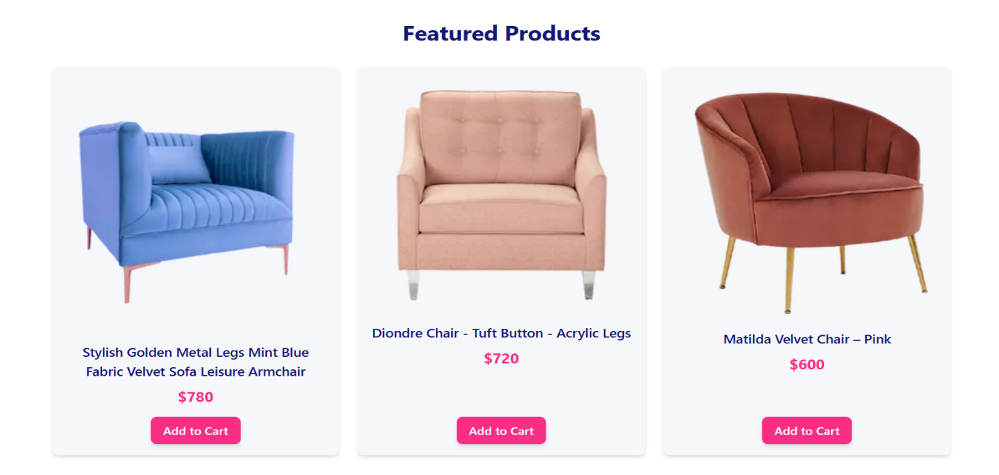 Featured Products
Stylish Golden Metal Legs Mint Blue
Fabric Velvet Sofa Leisure Armchair
$780
Add to Cart
Diondre Chair - Tuft Button - Acrylic Legs
$720
Add to Cart
Matilda Velvet Chair – Pink
$600
Add to Cart